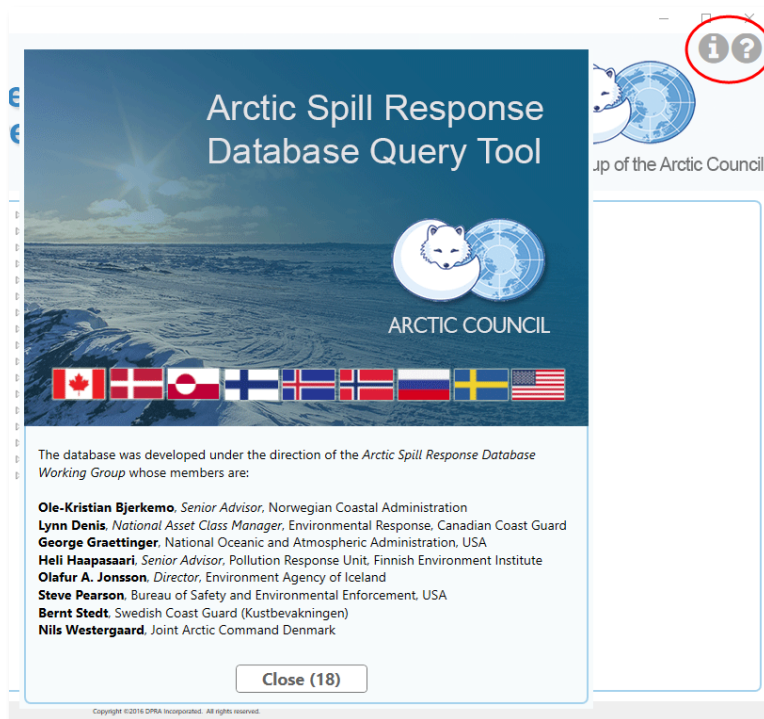 Arctic Spill Response
Database Query Tool
up of the Arctic Council
ARCTIC COUNCIL
The database was developed under the direction of the Arctic Spill Response Database
Working Group whose members are:
Ole-Kristian Bjerkemo, Senior Advisor, Norwegian Coastal Administration
Lynn Denis, National Asset Class Manager, Environmental Response, Canadian Coast Guard
George Graettinger, National Oceanic and Atmospheric Administration, USA
Heli Haapasaari, Senior Advisor, Pollution Response Unit, Finnish Environment Institute
Olafur A. Jonsson, Director, Environment Agency of Iceland
Steve Pearson, Bureau of Safety and Environmental Enforcement, USA
Bernt Stedt, Swedish Coast Guard (Kustbevakningen)
Nils Westergaard, Joint Arctic Command Denmark
Close (18)
Copyright ©2016 DPRA Incorporated. All rights reserved.